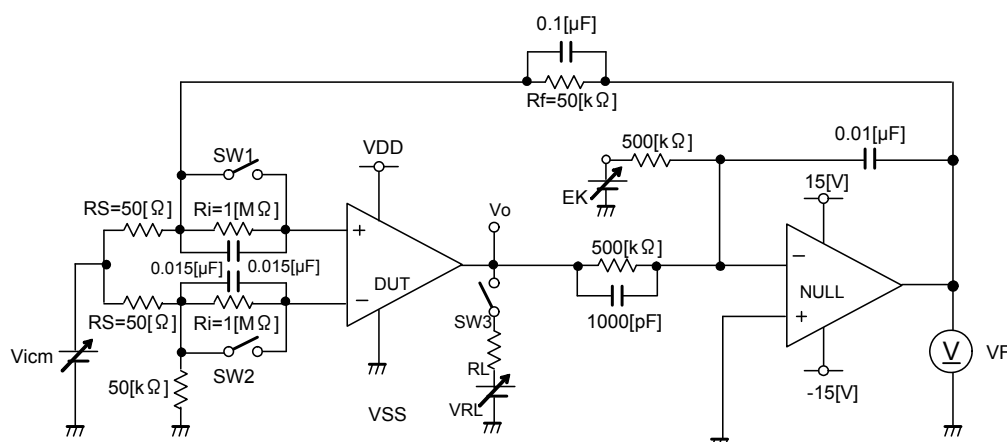 0.1[μF]
Rf=50[kΩ]
SW1
VDD
500[kΩ]
0.01[μF]
15[V]
EK
RS=50[Ω]
Ri=1[MΩ]
Vo
0.015[μF]
0.015[μF]
500[kΩ]
DUT
NULL
RS=50[Ω]
Ri=1[MΩ]
SW3
1000[pF]
Vicm
SW2
RL
V
VF
50[kΩ]
VSS
VRL
-15[V]
+
−
−
+